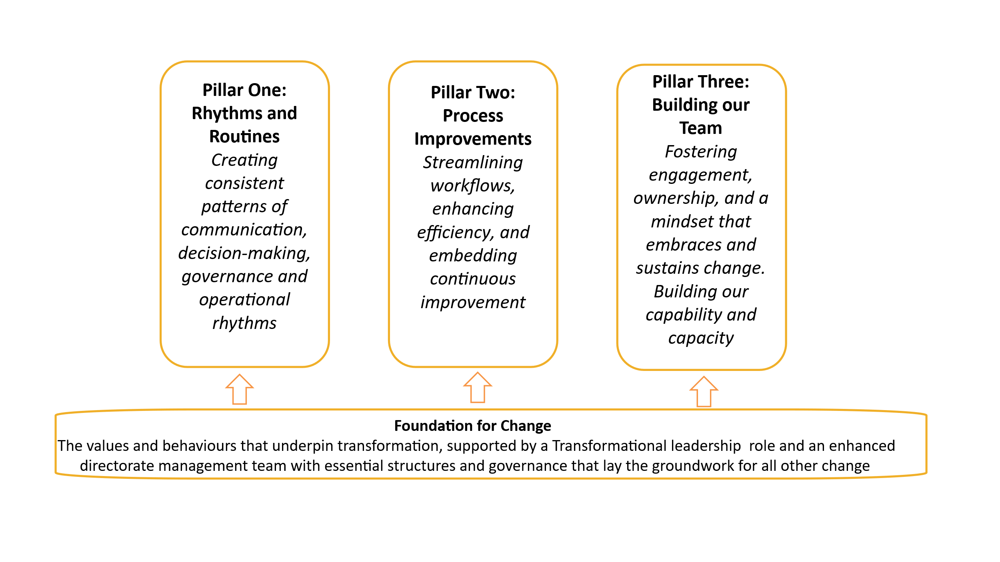 Pillar One:
Rhythms and
Routines
Creating
consistent
patterns of
communication,
decision-making,
governance and
operational
rhythms
Pillar Two:
Process
Improvements
Streamlining
workflows,
enhancing
efficiency, and
embedding
continuous
improvement
Pillar Three:
Building our
Team
Fostering
engagement,
ownership, and a
mindset that
embraces and
sustains change.
Building our
capability and
capacity
Foundation for Change
The values and behaviours that underpin transformation, supported by a Transformational leadership  role and an enhanced
directorate management team with essential structures and governance that lay the groundwork for all other change